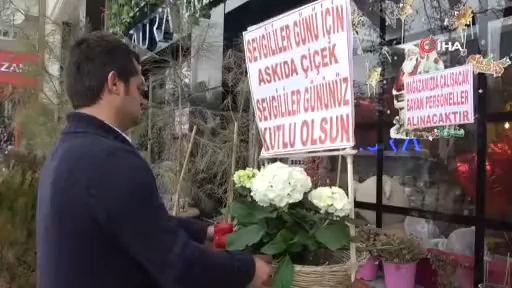 SEVGİLİLER GÜNÜ İÇİN
ASKIDA ÇİÇEK
SEVGİLİLER GÜNÜNÜZ
KUTLU OLSUN
iHA
MAĞAZAMIZDA ÇALIŞACAK
BAYAN PERSONELLER
ALINACAKTIR